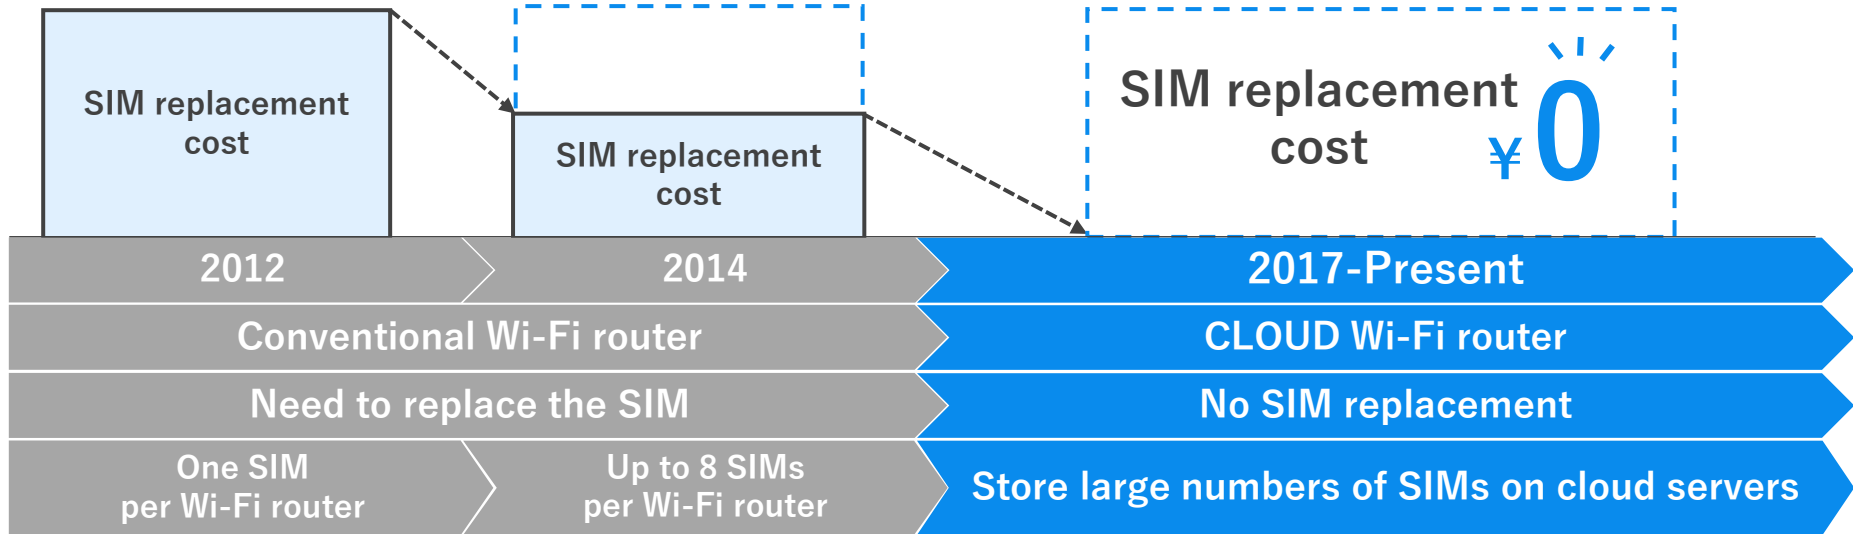 SIM replacement
cost
SIM replacement
cost
SIM replacement
cost ¥0
2012
2014
2017-Present
Conventional Wi-Fi router
CLOUD Wi-Fi router
Need to replace the SIM
No SIM replacement
One SIM
per Wi-Fi router
Up to 8 SIMs
per Wi-Fi router
Store large numbers of SIMs on cloud servers